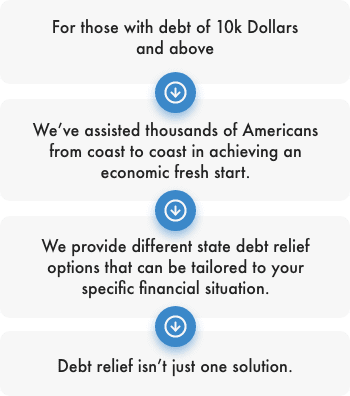 For those with debt of 10k Dollars
and above
We’ve assisted thousands of Americans
from coast to coast in achieving an
economic fresh start.
We provide different state debt relief
options that can be tailored to your
specific financial situation.
Debt relief isn’t just one solution.